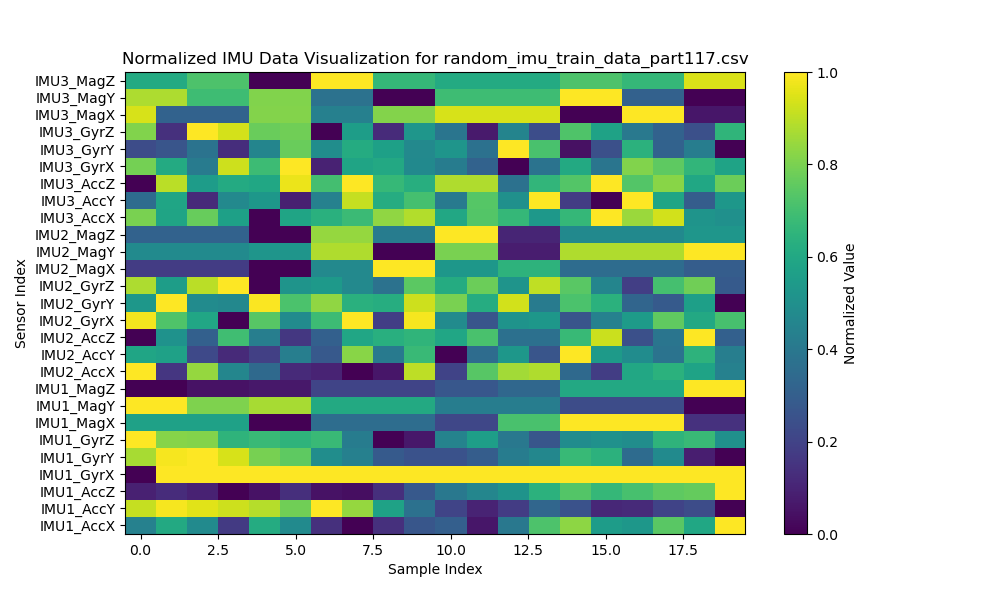 Normalized IMU Data Visualization for random_imu_train_data_part117.csv
IMU3_MagZ
IMU3_MagY
IMU3_MagX
IMU3_GyrZ
IMU3_GyrY
IMU3_GyrX
IMU3_AccZ
IMU3_AccY
IMU3_AccX
IMU2_MagZ
IMU2_MagY
IMU2_MagX
IMU2_GyrZ
IMU2_GyrY
IMU2_GyrX
IMU2_AccZ
IMU2_AccY
IMU2_AccX
IMU1_MagZ
IMU1_MagY
IMU1_MagX
IMU1_GyrZ
IMU1_GyrY
IMU1_GyrX
IMU1_AccZ
IMU1_AccY
IMU1_AccX
Sensor Index
0.0 2.5 5.0 7.5 10.0 12.5 15.0 17.5
Sample Index
1.0
0.8
0.6
0.4
0.2
0.0
Normalized Value